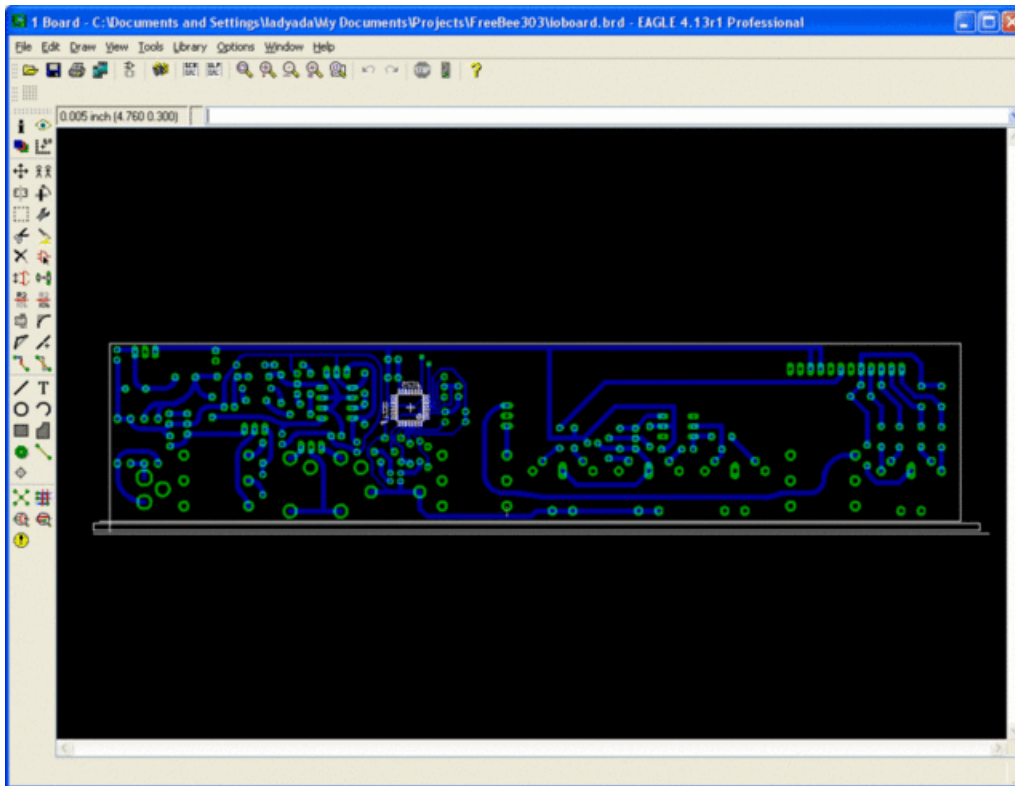 1 Board - C:\Documents and Settings\ladyada\My Documents\Projects\FreeBee303\ioboard.brd - EAGLE 4.13r1 Professional
File Edit Draw View Tools Library Options Window Help
0.005 inch (4.760 0.300)